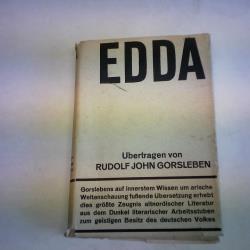 EDDA
Übertragen von
RUDOLF JOHN GORSLEBEN
Gorslebens auf innerstem Wissen um arische
Weltanschauung fußende Übersetzung erhebt
dies größte Zeugnis altnordischer Literatur
aus dem Dunkel literarischer Arbeitsstuben
zum geistigen Besitz des deutschen Volkes